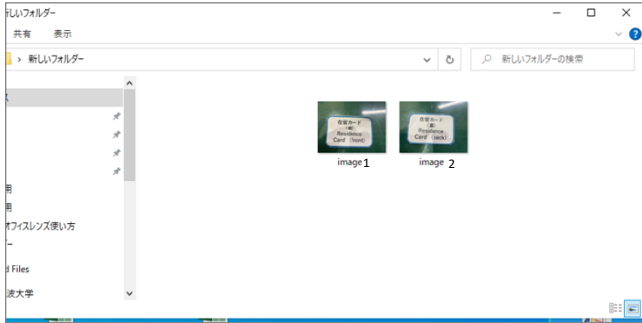 新しいフォルダー
共有 表示
新しいフォルダー
新しいフォルダーの検索
在留カード
(表)
Residence
Card (front)
在留カード
Residence
Card (back)
image1
image 2
用
用
オフィスレンズ使い方
ー
d Files
波大学